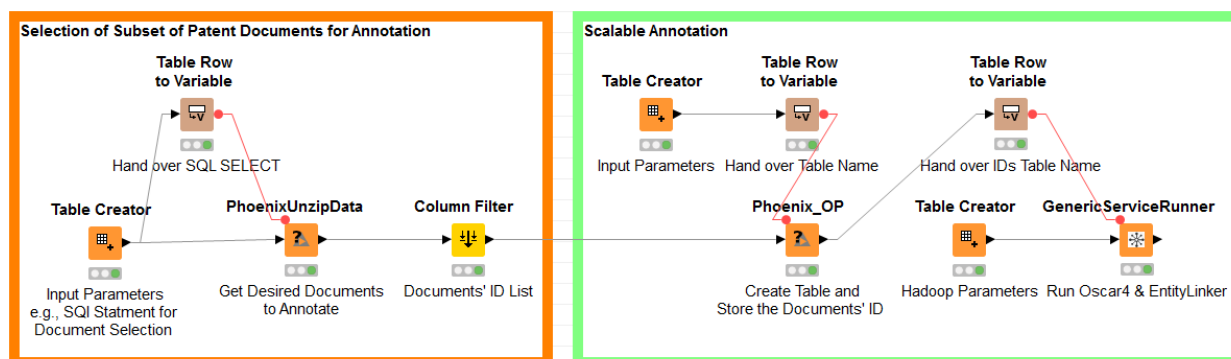 Selection of Subset of Patent Documents for Annotation
Table Row
to Variable
Hand over SQL SELECT
Table Creator
Input Parameters
e.g., SQl Statment for
Document Selection
PhoenixUnzipData
Get Desired Documents
to Annotate
Column Filter
Documents' ID List
Scalable Annotation
Table Creator
Input Parameters
Table Row
to Variable
Hand over Table Name
Table Row
to Variable
Hand over IDs Table Name
Phoenix_OP
Create Table and
Store the Documents' ID
Table Creator
Hadoop Parameters
GenericServiceRunner
Run Oscar4 & EntityLinker